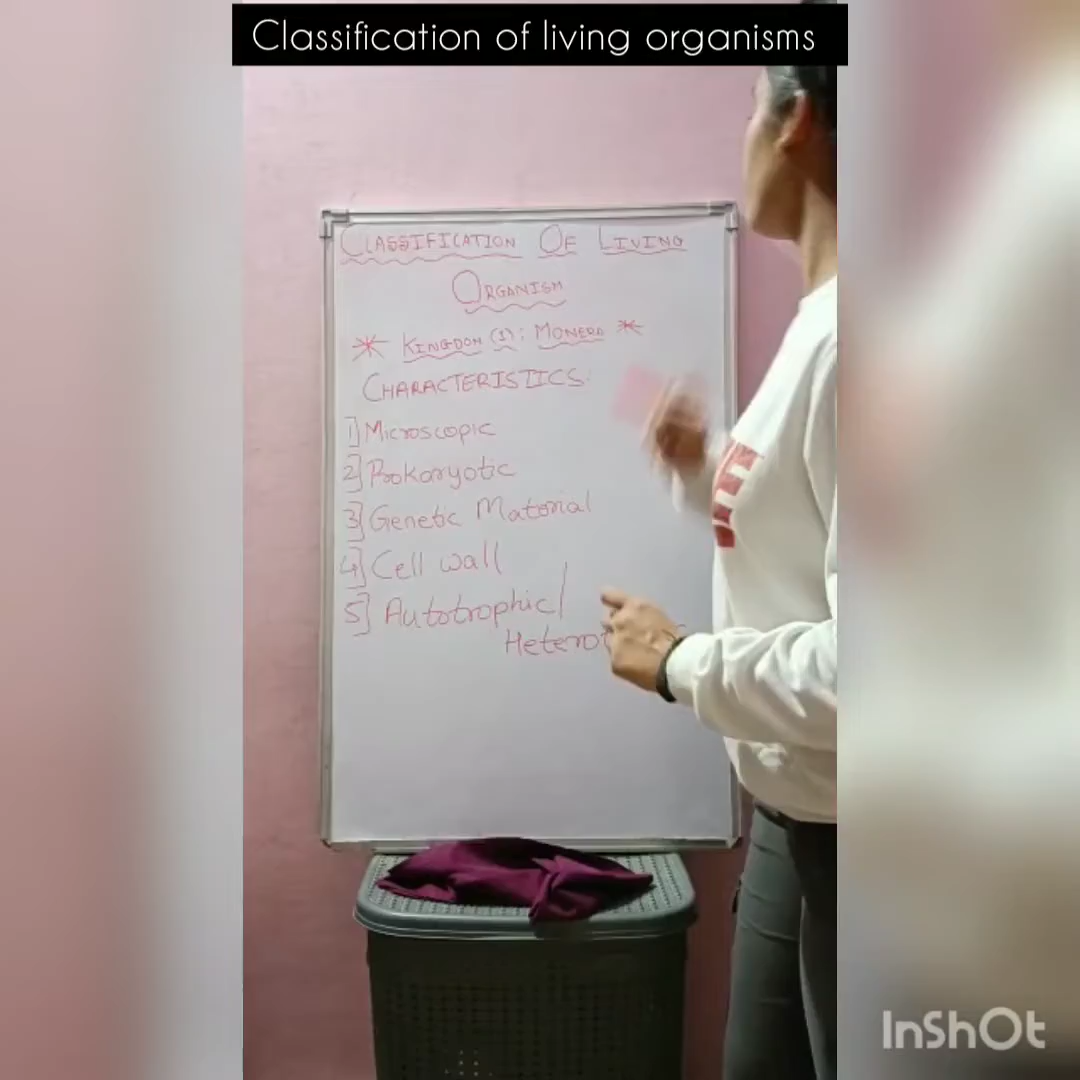 Classification of living organisms
CLASSIFICATION OF LIVING
ORGANISM
* KINGDOM (1): MONERA *
CHARACTERISTICS:
1] Microscopic
2] Prokaryotic
3] Genetic Material
4] Cell wall
5] Autotrophic/
InShOt